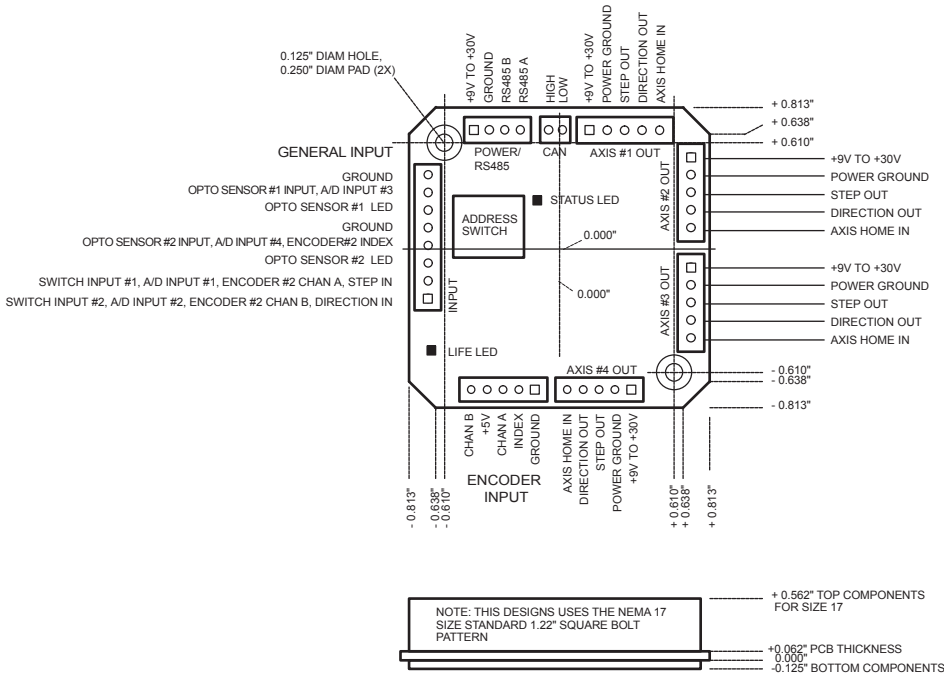 0.125" DIAM HOLE,
0.250" DIAM PAD (2X)
+9V TO +30V
GROUND
RS485 B
RS485 A
HIGH
LOW
+9V TO +30V
POWER GROUND
STEP OUT
DIRECTION OUT
AXIS HOME IN
+ 0.813"
+ 0.638"
+ 0.610"
GENERAL INPUT
POWER/
RS485
CAN
AXIS #1 OUT
GROUND
OPTO SENSOR #1 INPUT, A/D INPUT #3
OPTO SENSOR #1 LED
GROUND
OPTO SENSOR #2 INPUT, A/D INPUT #4, ENCODER#2 INDEX
OPTO SENSOR #2 LED
SWITCH INPUT #1, A/D INPUT #1, ENCODER #2 CHAN A, STEP IN
SWITCH INPUT #2, A/D INPUT #2, ENCODER #2 CHAN B, DIRECTION IN
INPUT
ADDRESS
SWITCH
STATUS LED
0.000"
0.000"
AXIS #2 OUT
+9V TO +30V
POWER GROUND
STEP OUT
DIRECTION OUT
AXIS HOME IN
AXIS #3 OUT
+9V TO +30V
POWER GROUND
STEP OUT
DIRECTION OUT
AXIS HOME IN
LIFE LED
AXIS #4 OUT
- 0.610"
- 0.638"
- 0.813"
CHAN B
+5V
CHAN A
INDEX
GROUND
ENCODER
INPUT
AXIS HOME IN
DIRECTION OUT
STEP OUT
POWER GROUND
+9V TO +30V
- 0.813"
- 0.638"
- 0.610"
+ 0.610"
+ 0.638"
+ 0.813"
NOTE: THIS DESIGNS USES THE NEMA 17
SIZE STANDARD 1.22" SQUARE BOLT
PATTERN
+ 0.562" TOP COMPONENTS
FOR SIZE 17
+0.062" PCB THICKNESS
0.000"
-0.125" BOTTOM COMPONENTS